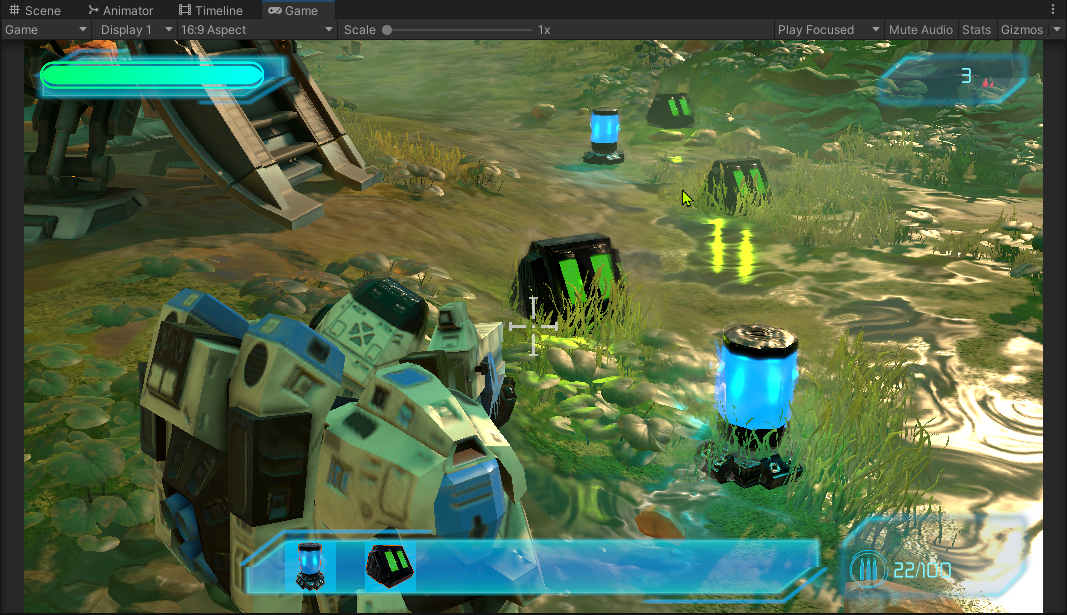 Scene Animator Timeline Game
Game Display 1 16:9 Aspect Scale 1x Play Focused Mute Audio Stats Gizmos
3
22/100